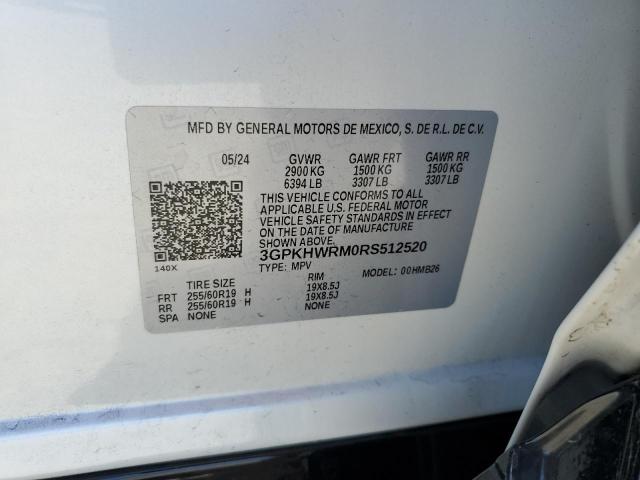 MFD BY GENERAL MOTORS DE MEXICO, S. DE R.L. DE C.V.
05/24 GVWR GAWR FRT GAWR RR
2900 KG 1500 KG 1500 KG
6394 LB 3307 LB 3307 LB
THIS VEHICLE CONFORMS TO ALL
APPLICABLE U.S. FEDERAL MOTOR
VEHICLE SAFETY STANDARDS IN EFFECT
ON THE DATE OF MANUFACTURE
SHOWN ABOVE.
3GPKHWRM0RS512520
140X TYPE: MPV MODEL: 00HMB26
TIRE SIZE RIM
FRT 255/60R19 H 19X8.5J
RR 255/60R19 H 19X8.5J
SPA NONE NONE